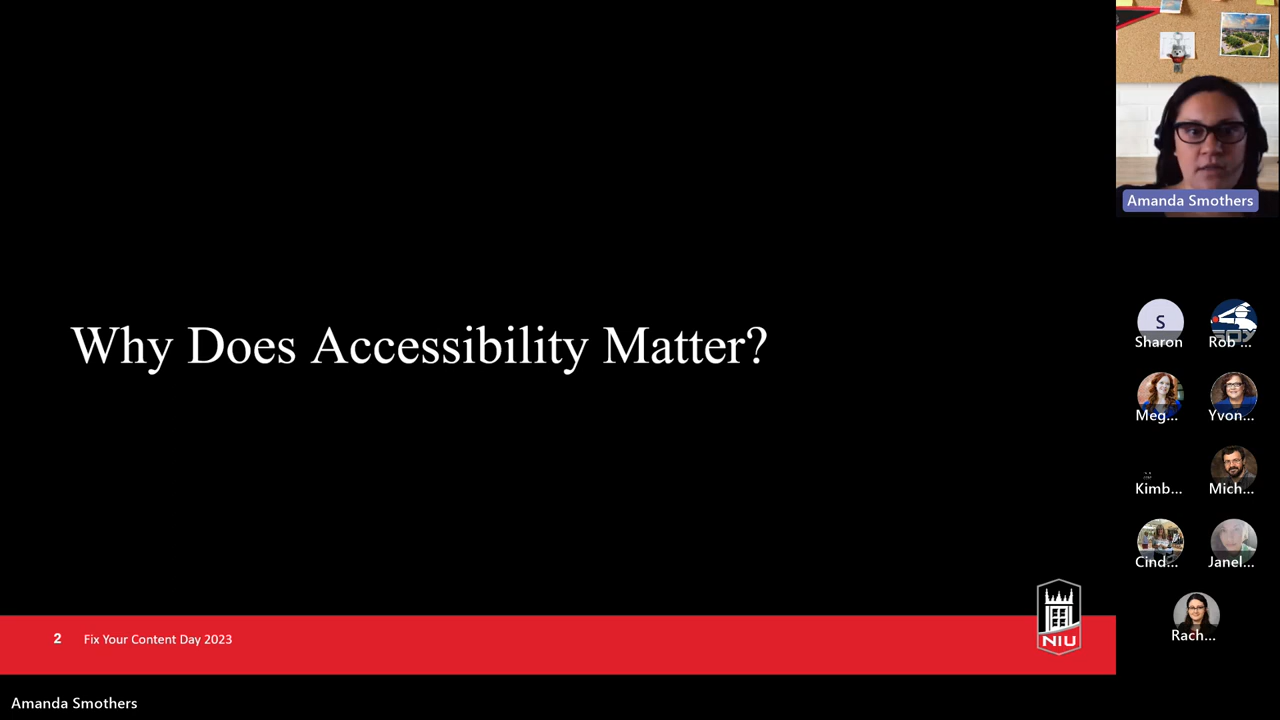 Amanda Smothers
Why Does Accessibility Matter?
S
Sharon
Rob ...
Meg...
Yvon...
Kimb...
Mich...
Cind...
Janel...
Rach...
2 Fix Your Content Day 2023
NIU
Amanda Smothers